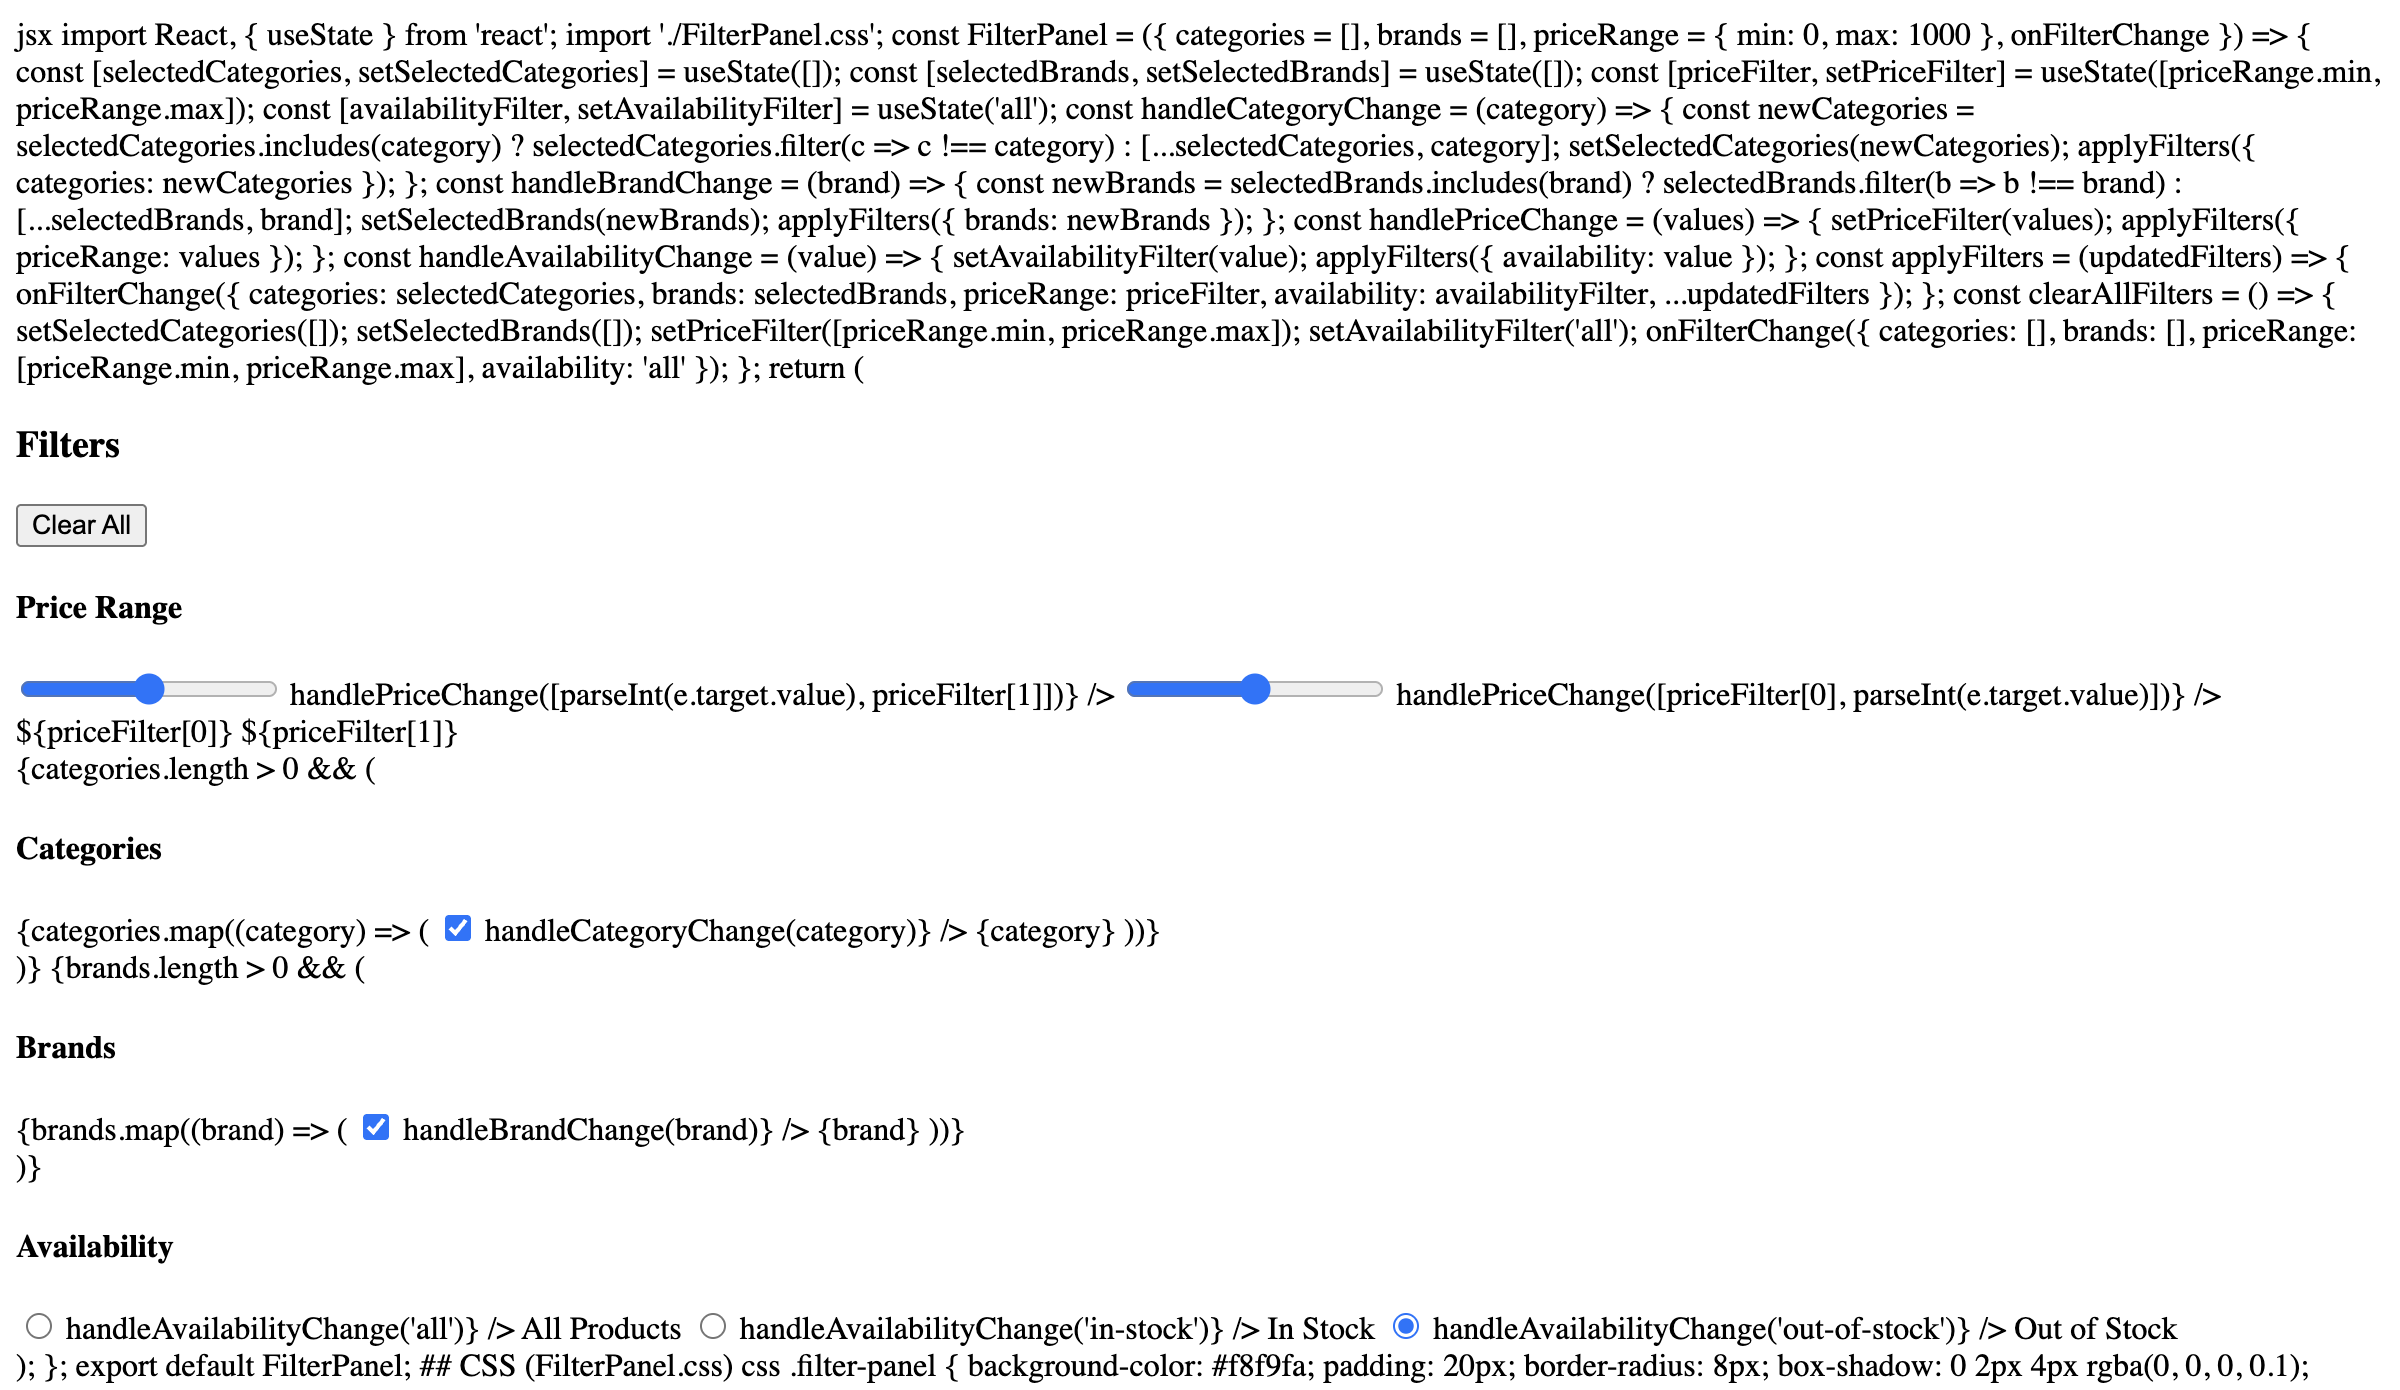 jsx import React, { useState } from 'react'; import './FilterPanel.css'; const FilterPanel = ({ categories = [], brands = [], priceRange = { min: 0, max: 1000 }, onFilterChange }) => {
const [selectedCategories, setSelectedCategories] = useState([]); const [selectedBrands, setSelectedBrands] = useState([]); const [priceFilter, setPriceFilter] = useState([priceRange.min,
priceRange.max]); const [availabilityFilter, setAvailabilityFilter] = useState('all'); const handleCategoryChange = (category) => { const newCategories =
selectedCategories.includes(category) ? selectedCategories.filter(c => c !== category) : [...selectedCategories, category]; setSelectedCategories(newCategories); applyFilters({
categories: newCategories }); }; const handleBrandChange = (brand) => { const newBrands = selectedBrands.includes(brand) ? selectedBrands.filter(b => b !== brand) :
[...selectedBrands, brand]; setSelectedBrands(newBrands); applyFilters({ brands: newBrands }); }; const handlePriceChange = (values) => { setPriceFilter(values); applyFilters({
priceRange: values }); }; const handleAvailabilityChange = (value) => { setAvailabilityFilter(value); applyFilters({ availability: value }); }; const applyFilters = (updatedFilters) => {
onFilterChange({ categories: selectedCategories, brands: selectedBrands, priceRange: priceFilter, availability: availabilityFilter, ...updatedFilters }); }; const clearAllFilters = () => {
setSelectedCategories([]); setSelectedBrands([]); setPriceFilter([priceRange.min, priceRange.max]); setAvailabilityFilter('all'); onFilterChange({ categories: [], brands: [], priceRange:
[priceRange.min, priceRange.max], availability: 'all' }); }; return (
Filters
Clear All
Price Range
handlePriceChange([parseInt(e.target.value), priceFilter[1]])} /> handlePriceChange([priceFilter[0], parseInt(e.target.value)])} />
${priceFilter[0]} ${priceFilter[1]}
{categories.length > 0 && (
Categories
{categories.map((category) => ( handleCategoryChange(category)} /> {category} ))}
)} {brands.length > 0 && (
Brands
{brands.map((brand) => ( handleBrandChange(brand)} /> {brand} ))}
)}
Availability
handleAvailabilityChange('all')} /> All Products handleAvailabilityChange('in-stock')} /> In Stock handleAvailabilityChange('out-of-stock')} /> Out of Stock
); }; export default FilterPanel; ## CSS (FilterPanel.css) css .filter-panel { background-color: #f8f9fa; padding: 20px; border-radius: 8px; box-shadow: 0 2px 4px rgba(0, 0, 0, 0.1);